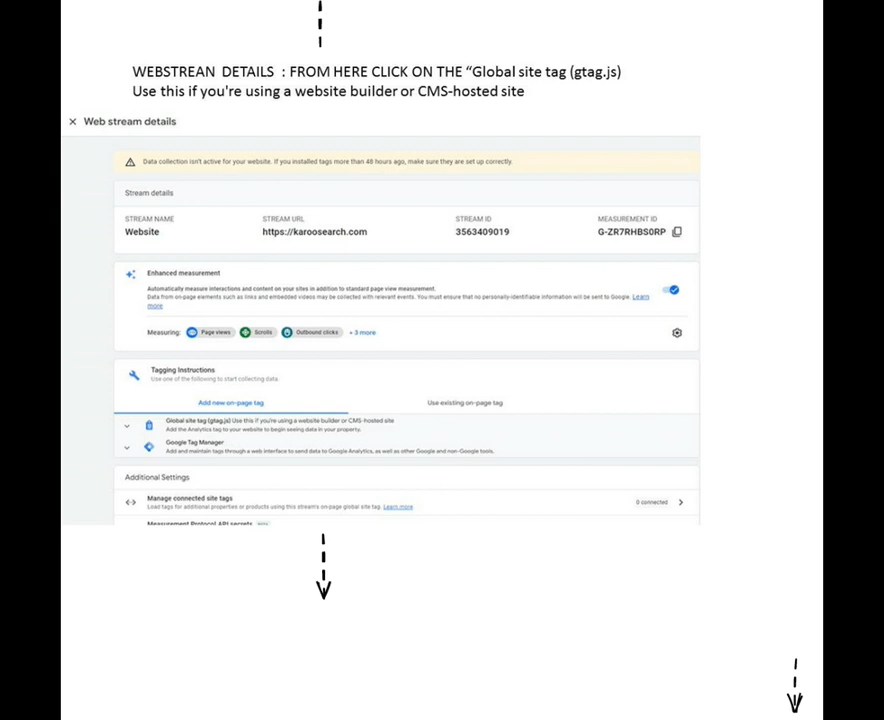 WEBSTREAN DETAILS : FROM HERE CLICK ON THE “Global site tag (gtag.js)
Use this if you're using a website builder or CMS-hosted site
Web stream details
Data collection isn't active for your website. If you installed tags more than 48 hours ago, make sure they are set up correctly.
Stream details
STREAM NAME STREAM URL STREAM ID MEASUREMENT ID
Website https://karoosearch.com 3563409019 G-ZR7RHBS0RP
Enhanced measurement
Automatically measure interactions and content on your sites in addition to standard page view measurement.
Data from on-page elements such as links and embedded videos may be collected with relevant events. You must ensure that no personally-identifiable information will be sent to Google. Learn
more
Measuring: Page views Scrolls Outbound clicks + 3 more
Tagging Instructions
Use one of the following to start collecting data.
Add new on-page tag Use existing on-page tag
Global site tag (gtag.js) Use this if you're using a website builder or CMS-hosted site
Add the Analytics tag to your website to begin seeing data in your property.
Google Tag Manager
Add and maintain tags through a web interface to send data to Google Analytics, as well as other Google and non-Google tools.
Additional Settings
Manage connected site tags
Load tags for additional properties or products using this stream's on-page global site tag. Learn more
0 connected
Measurement Protocol API secrets